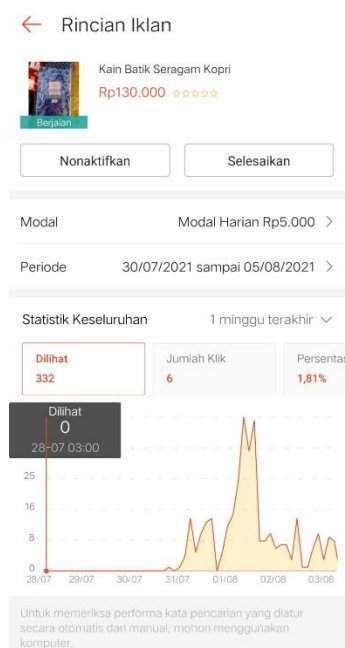 Rincian Iklan
Kain Batik Seragam Kopri
Rp130.000
Berjalan
Nonaktifkan
Selesaikan
Modal
Modal Harian Rp5.000
Periode
30/07/2021 sampai 05/08/2021
Statistik Keseluruhan
1 minggu terakhir
Dilihat
332
Jumlah Klik
6
Persentas
1,81%
Dilihat
0
28-07 03:00
25
16
8
0
28/07 29/07 30/07 31/07 01/08 02/08 03/08
Untuk memeriksa performa kata pencarian yang diatur
secara otomatis dan manual, mohon menggunakan
komputer.